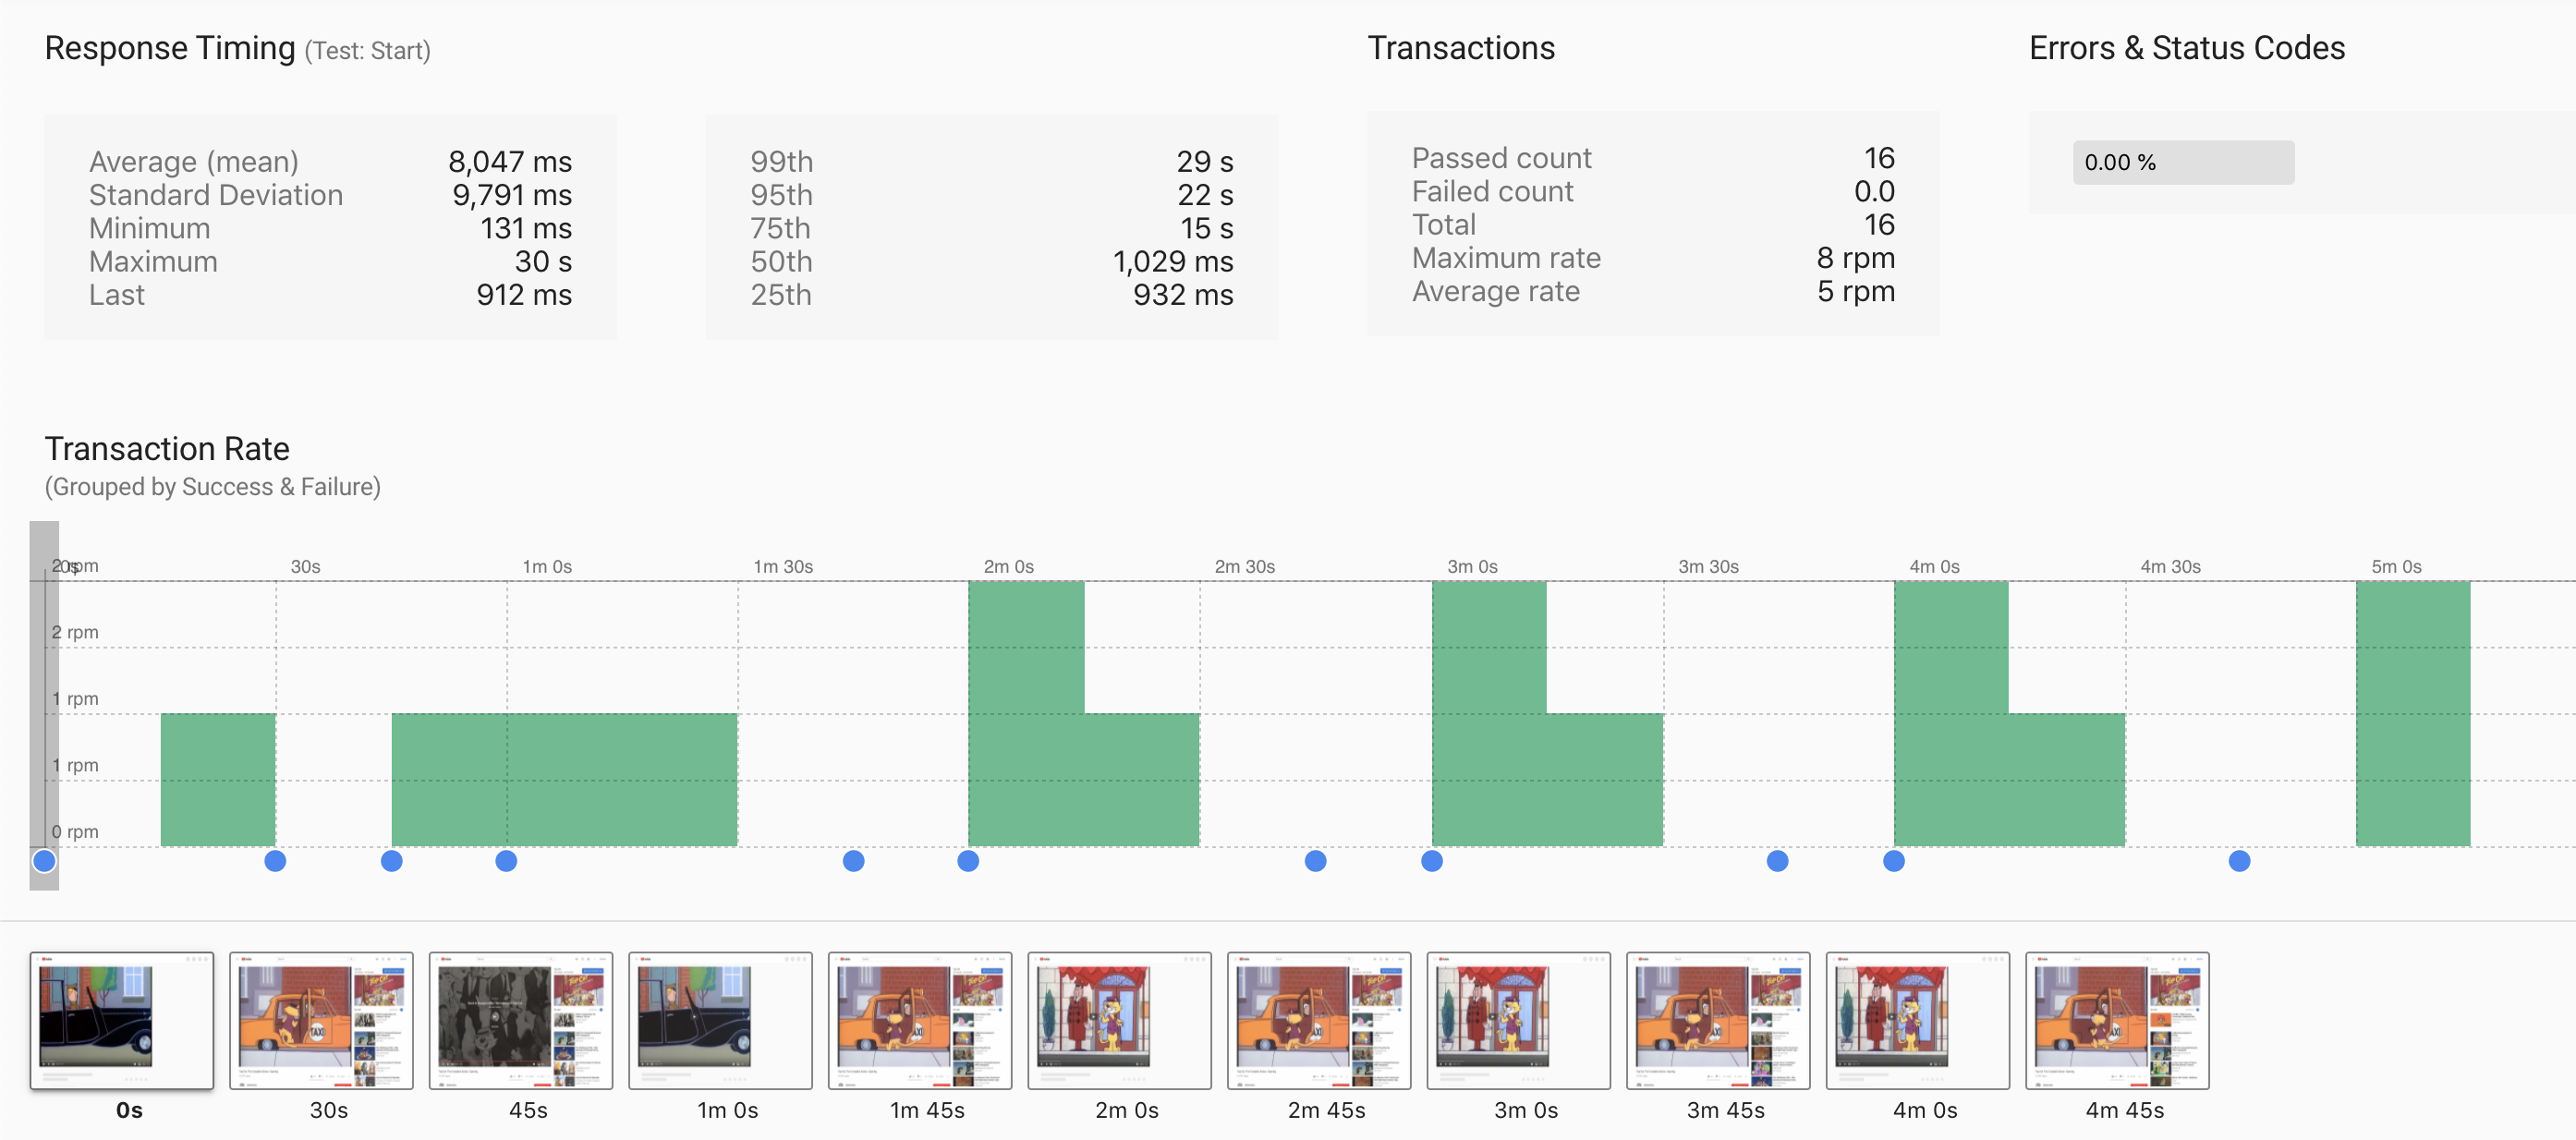 Response Timing (Test: Start)
Average (mean) 8,047 ms
Standard Deviation 9,791 ms
Minimum 131 ms
Maximum 30 s
Last 912 ms
99th 29 s
95th 22 s
75th 15 s
50th 1,029 ms
25th 932 ms
Transactions
Passed count 16
Failed count 0.0
Total 16
Maximum rate 8 rpm
Average rate 5 rpm
Errors & Status Codes
0.00 %
Transaction Rate
(Grouped by Success & Failure)
0s 30s 1m 0s 1m 30s 2m 0s 2m 30s 3m 0s 3m 30s 4m 0s 4m 30s 5m 0s
2 rpm
2 rpm
1 rpm
1 rpm
0 rpm
TAXI
0s 30s 45s 1m 0s 1m 45s 2m 0s 2m 45s 3m 0s 3m 45s 4m 0s 4m 45s